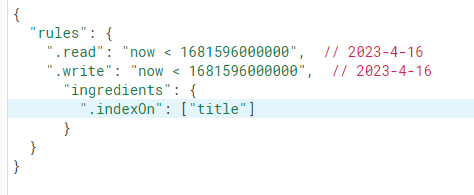 {
  "rules": {
    ".read": "now < 1681596000000",  // 2023-4-16
    ".write": "now < 1681596000000",  // 2023-4-16
      "ingredients": {
        ".indexOn": ["title"]
      }
  }
}